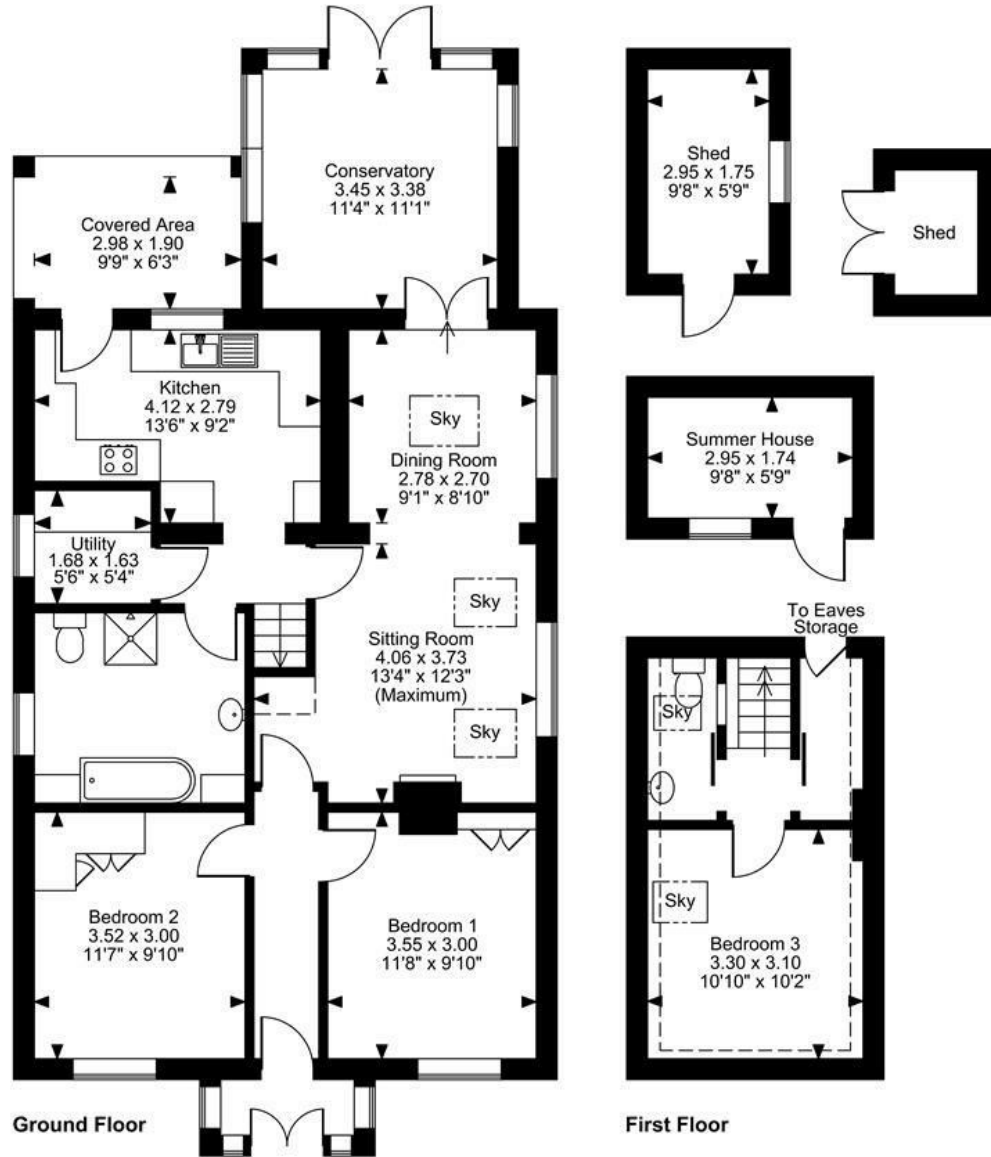 Conservatory
3.45 x 3.38
11'4" x 11'1"
Covered Area
2.98 x 1.90
9'9" x 6'3"
Kitchen
4.12 x 2.79
13'6" x 9'2"
Sky
Dining Room
2.78 x 2.70
9'1" x 8'10"
Utility
1.68 x 1.63
5'6" x 5'4"
Sky
Sitting Room
4.06 x 3.73
13'4" x 12'3"
(Maximum)
Sky
Bedroom 2
3.52 x 3.00
11'7" x 9'10"
Bedroom 1
3.55 x 3.00
11'8" x 9'10"
Ground Floor
Shed
2.95 x 1.75
9'8" x 5'9"
Shed
Summer House
2.95 x 1.74
9'8" x 5'9"
To Eaves
Storage
Sky
Sky
Bedroom 3
3.30 x 3.10
10'10" x 10'2"
First Floor